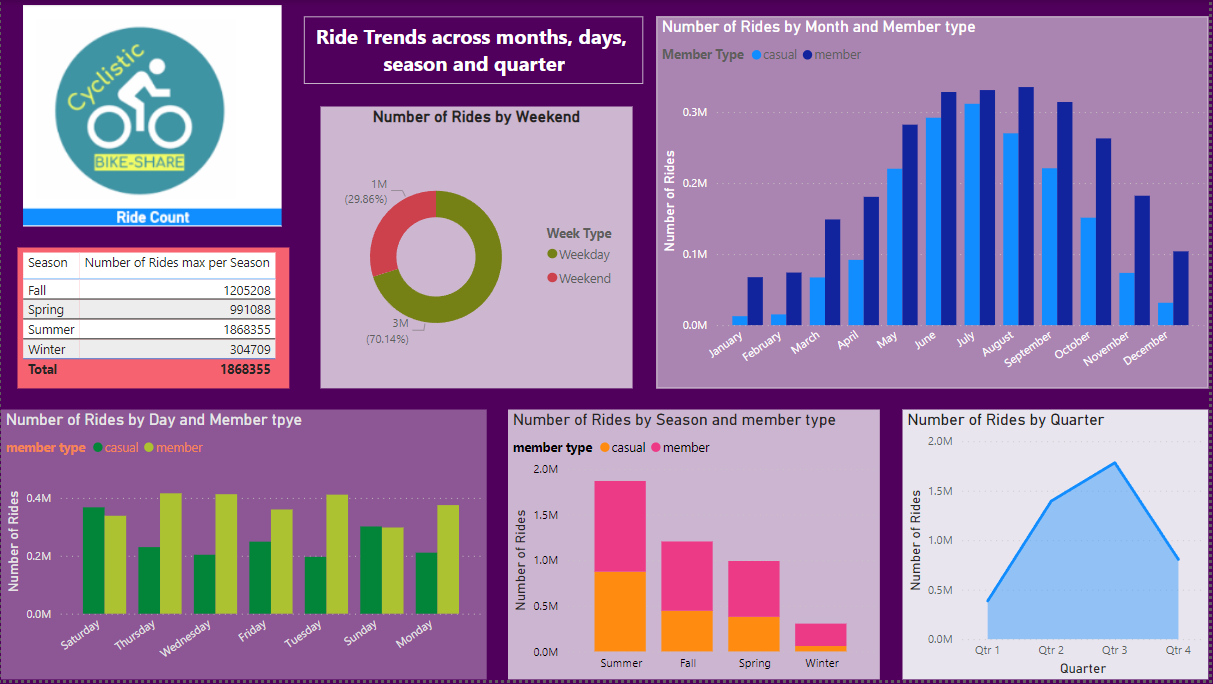 Cyclistic
BIKE-SHARE
Ride Count
Ride Trends across months, days,
season and quarter
Season Number of Rides max per Season
Fall 1205208
Spring 991088
Summer 1868355
Winter 304709
Total 1868355
Number of Rides by Weekend
1M
(29.86%)
3M
(70.14%)
Week Type
Weekday
Weekend
Number of Rides by Month and Member type
Member Type casual member
Number of Rides
0.3M
0.2M
0.1M
0.0M
January February March April May June July August September October November December
Number of Rides by Day and Member tpye
member type casual member
Number of Rides
0.4M
0.2M
0.0M
Saturday Thursday Wednesday Friday Tuesday Sunday Monday
Number of Rides by Season and member type
member type casual member
Number of Rides
2.0M
1.5M
1.0M
0.5M
0.0M
Summer Fall Spring Winter
Number of Rides by Quarter
Number of Rides
2.0M
1.5M
1.0M
0.5M
0.0M
Qtr 1 Qtr 2 Qtr 3 Qtr 4
Quarter